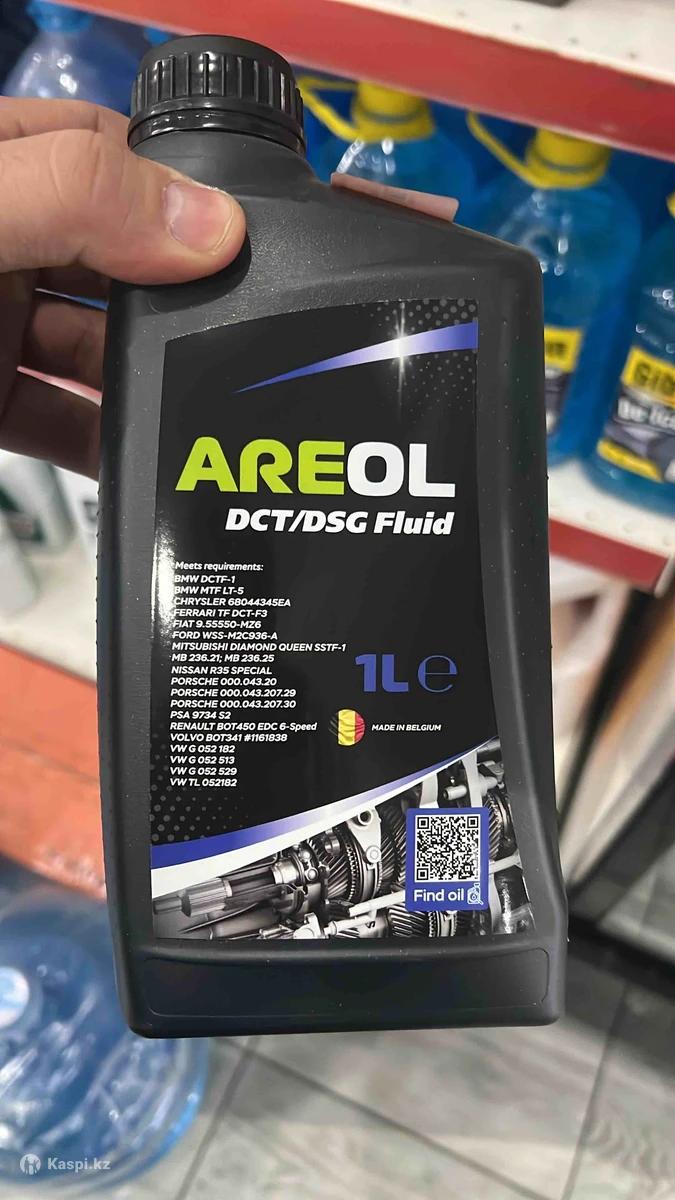 AREOL
DCT/DSG Fluid
Meets requirements:
BMW DCTF-1
BMW MTF LT-5
CHRYSLER 68044345EA
FERRARI TF DCT-F3
FIAT 9.55550-MZ6
FORD WSS-M2C936-A
MITSUBISHI DIAMOND QUEEN SSTF-1
MB 236.21; MB 236.25
NISSAN R35 SPECIAL
PORSCHE 000.043.20
PORSCHE 000.043.207.29
PORSCHE 000.043.207.30
PSA 9734 S2
RENAULT BOT450 EDC 6-Speed
VOLVO BOT341 #1161838
VW G 052 182
VW G 052 513
VW G 052 529
VW TL 052182
1L e
MADE IN BELGIUM
Find oil
Kaspi.kz